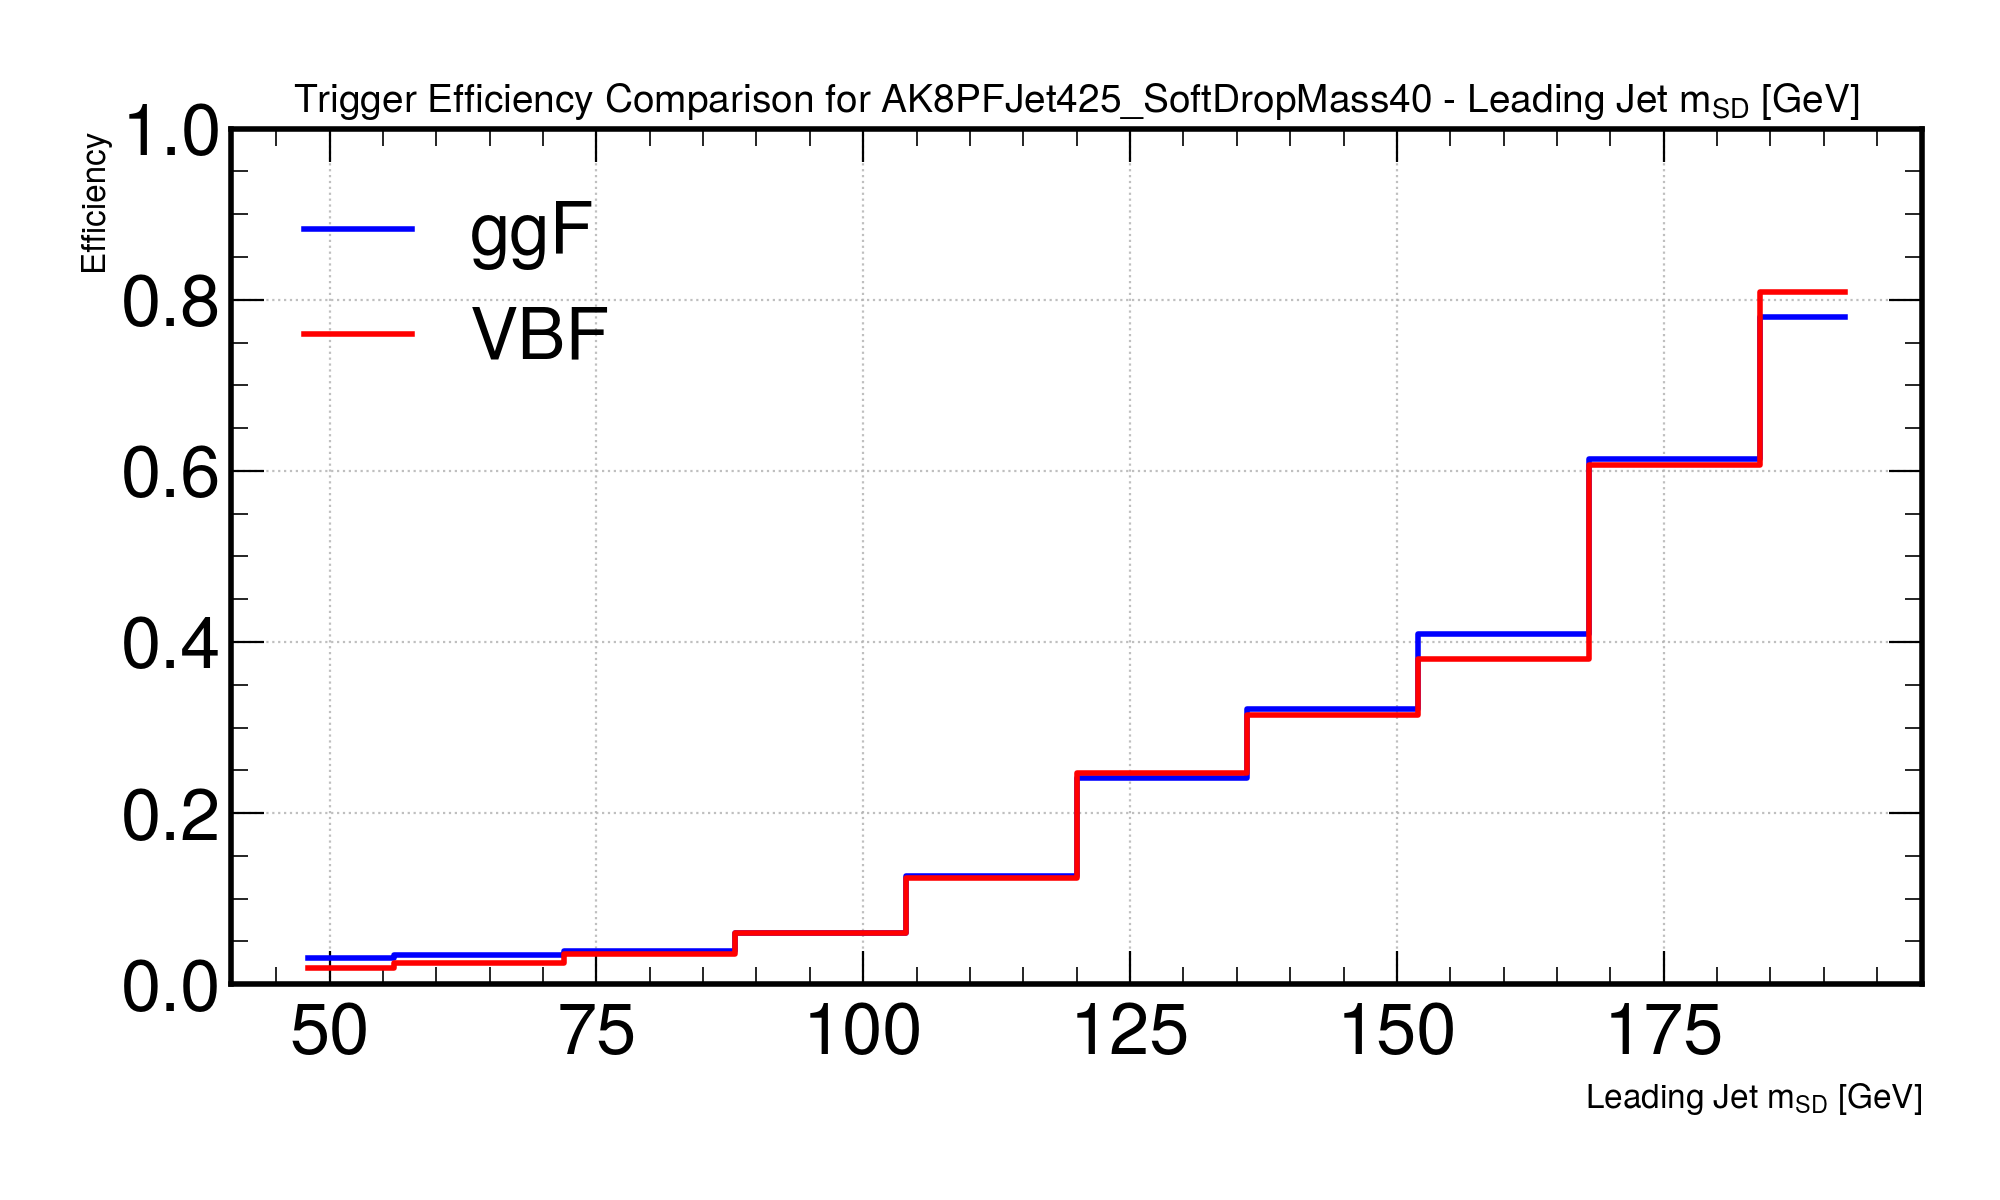 Trigger Efficiency Comparison for AK8PFJet425_SoftDropMass40 - Leading Jet mSD [GeV]
Efficiency
1.0
0.8
0.6
0.4
0.2
0.0
ggF
VBF
50 75 100 125 150 175
Leading Jet mSD [GeV]